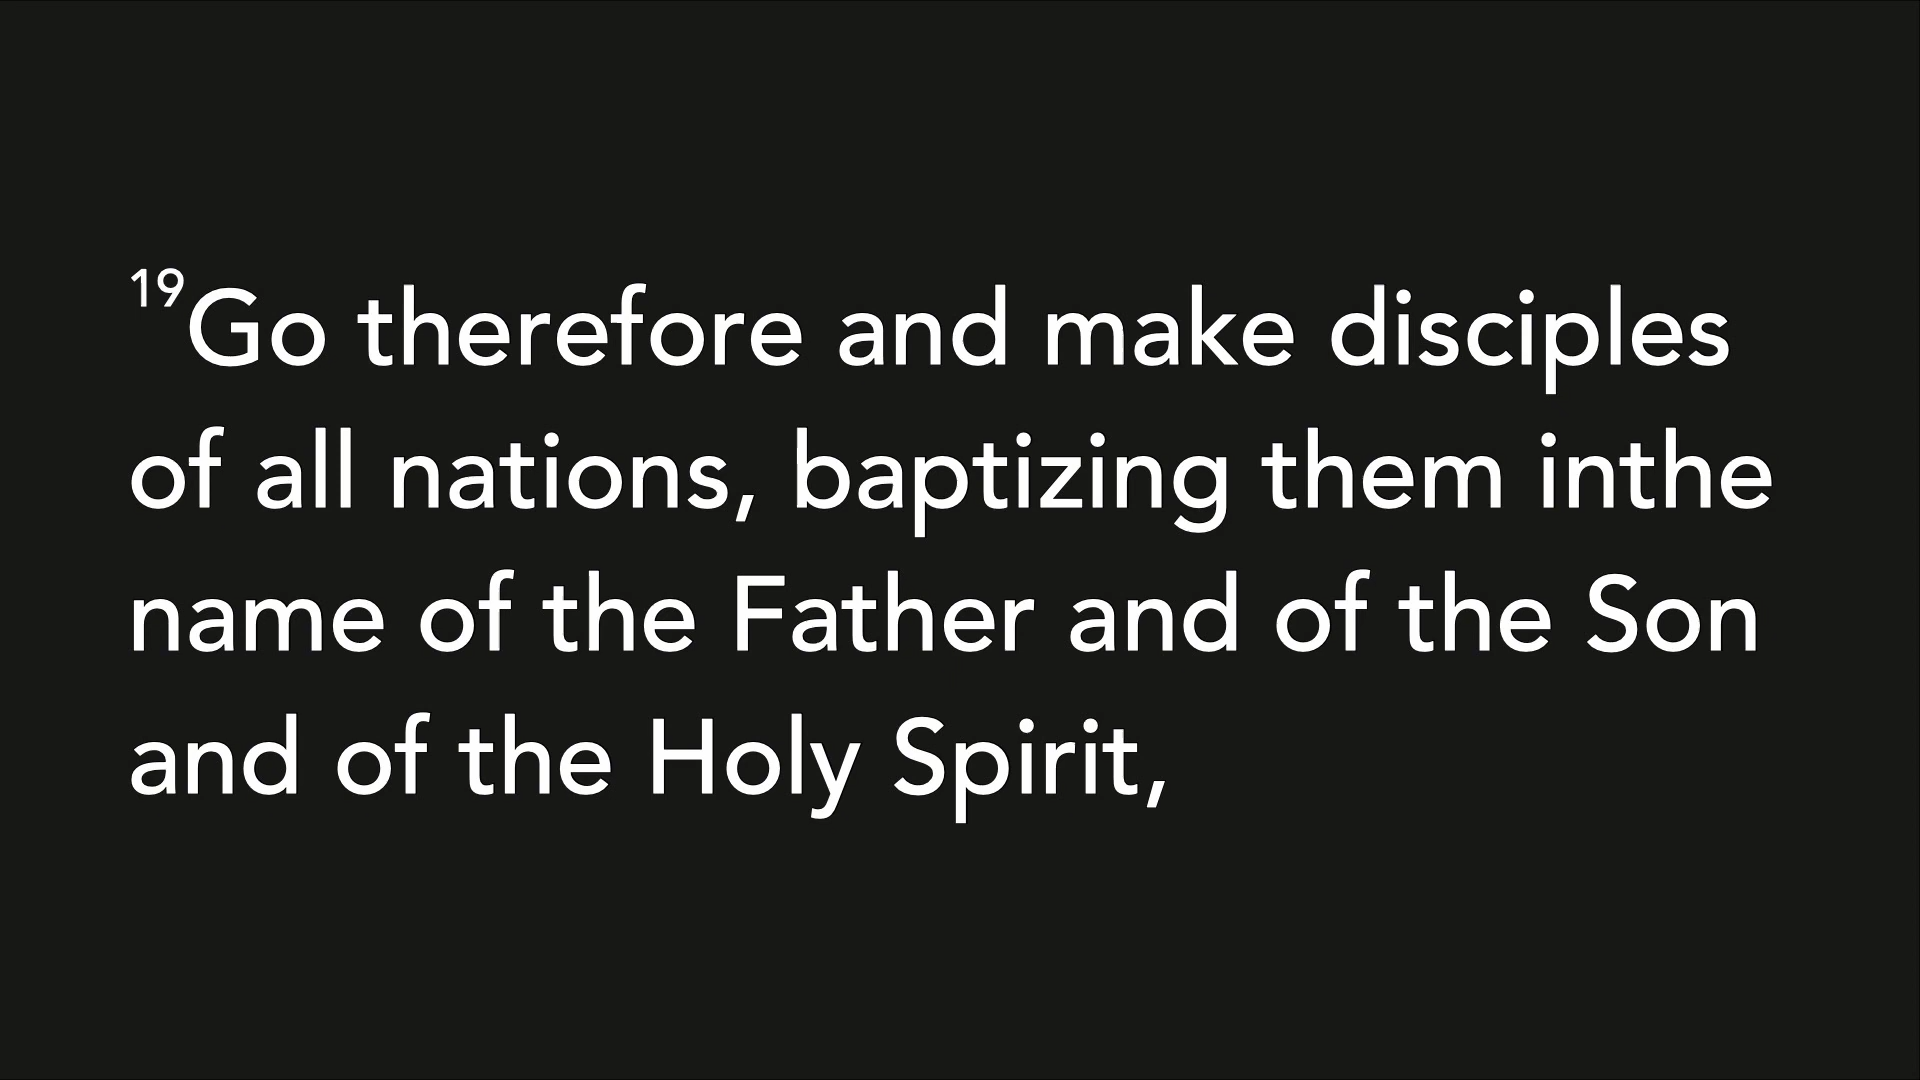 19Go therefore and make disciples
of all nations, baptizing them inthe
name of the Father and of the Son
and of the Holy Spirit,